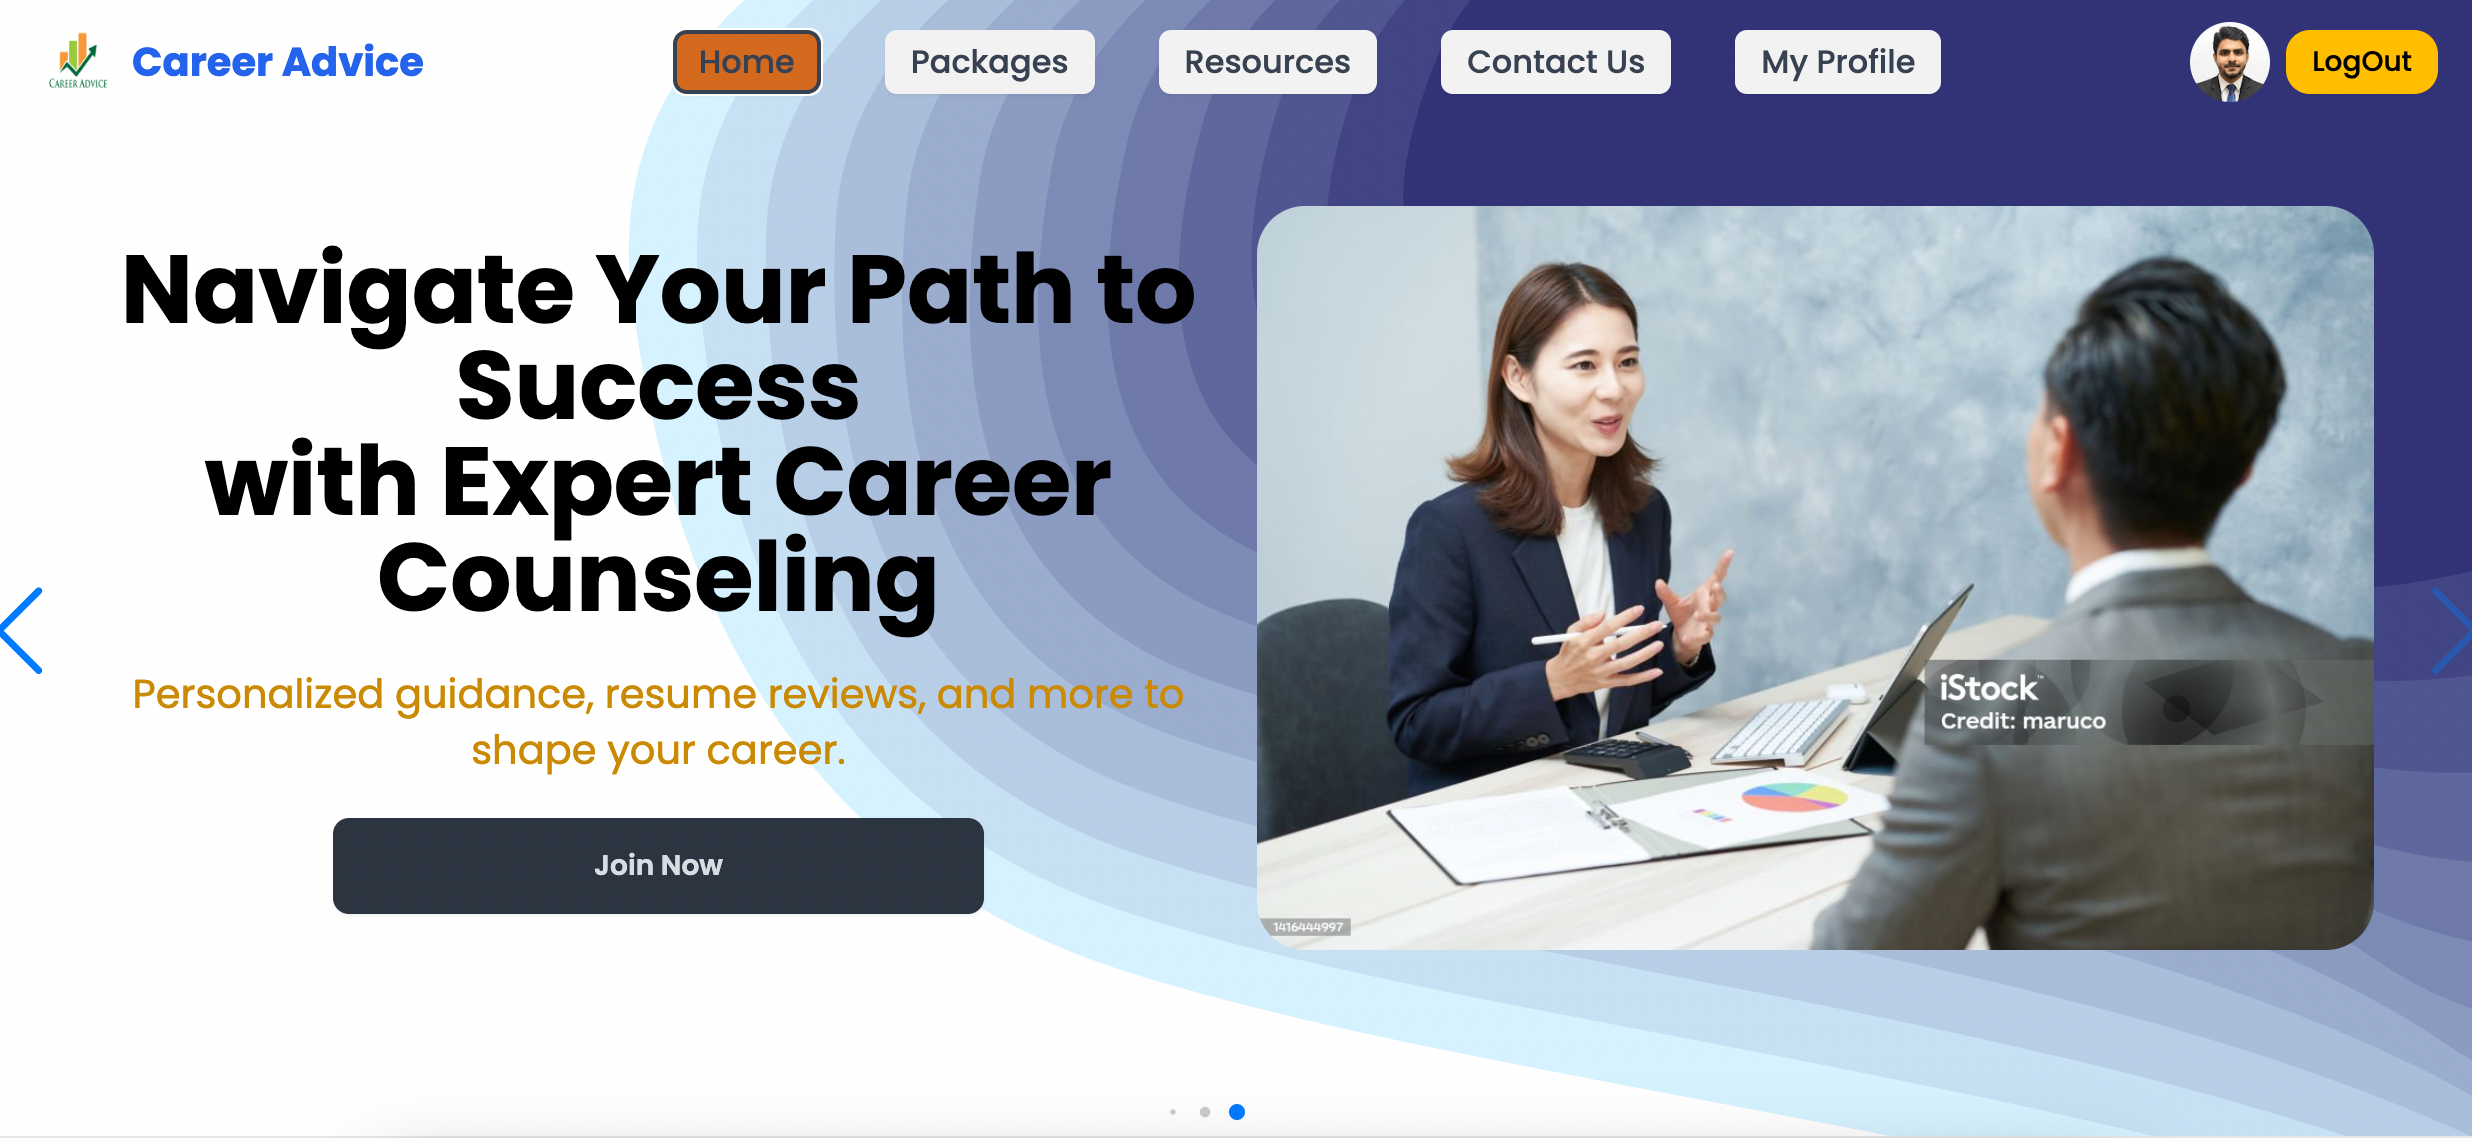 CAREER ADVICE
Career Advice
Home
Packages
Resources
Contact Us
My Profile
LogOut
Navigate Your Path to
Success
with Expert Career
Counseling
Personalized guidance, resume reviews, and more to
shape your career.
Join Now
iStock™
Credit: maruco
1416444997